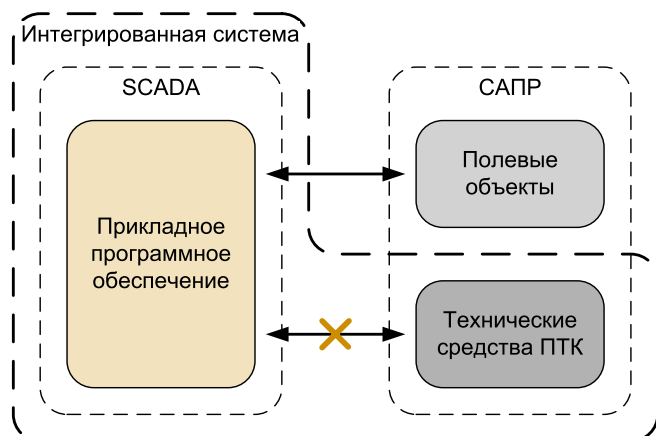 Интегрированная система
SCADA
САПР
Прикладное
программное
обеспечение
Полевые
объекты
Технические
средства ПТК